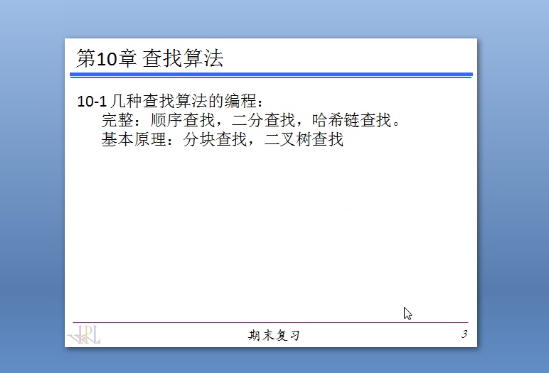 第10章 查找算法
10-1 几种查找算法的编程：
完整：顺序查找，二分查找，哈希链查找。
基本原理：分块查找，二叉树查找
期末复习
3